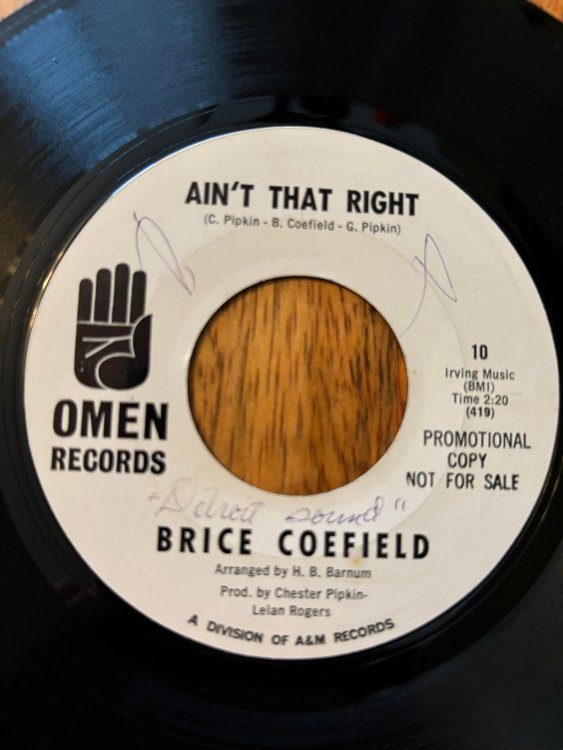 AIN'T THAT RIGHT
(C. Pipkin - B. Coefield - G. Pipkin)
OMEN
RECORDS
10
Irving Music
(BMI)
Time 2:20
(419)
PROMOTIONAL
COPY
NOT FOR SALE
"Detroit sound"
BRICE COEFIELD
Arranged by H. B. Barnum
Prod. by Chester Pipkin-
Lelan Rogers
A DIVISION OF A&M RECORDS